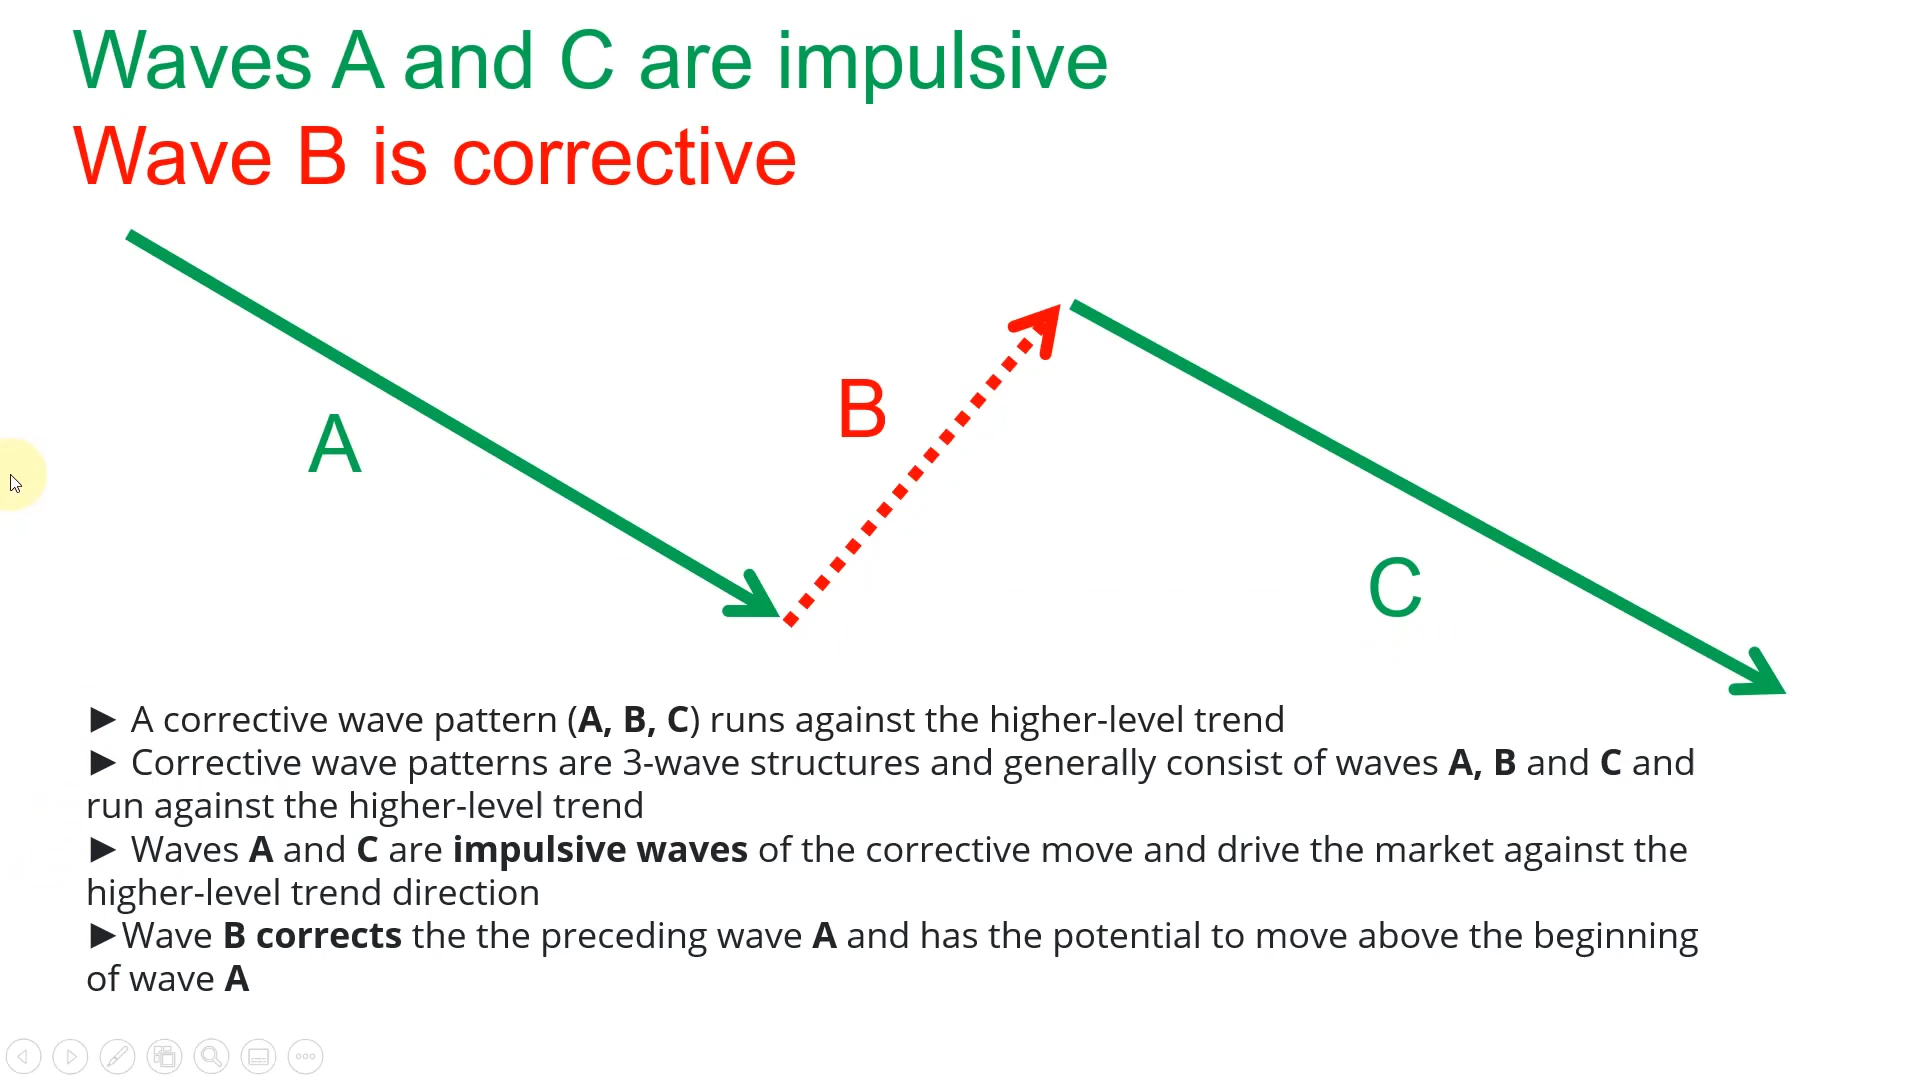 Waves A and C are impulsive
Wave B is corrective
A
B
C
► A corrective wave pattern (A, B, C) runs against the higher-level trend
► Corrective wave patterns are 3-wave structures and generally consist of waves A, B and C and
run against the higher-level trend
► Waves A and C are impulsive waves of the corrective move and drive the market against the
higher-level trend direction
►Wave B corrects the the preceding wave A and has the potential to move above the beginning
of wave A